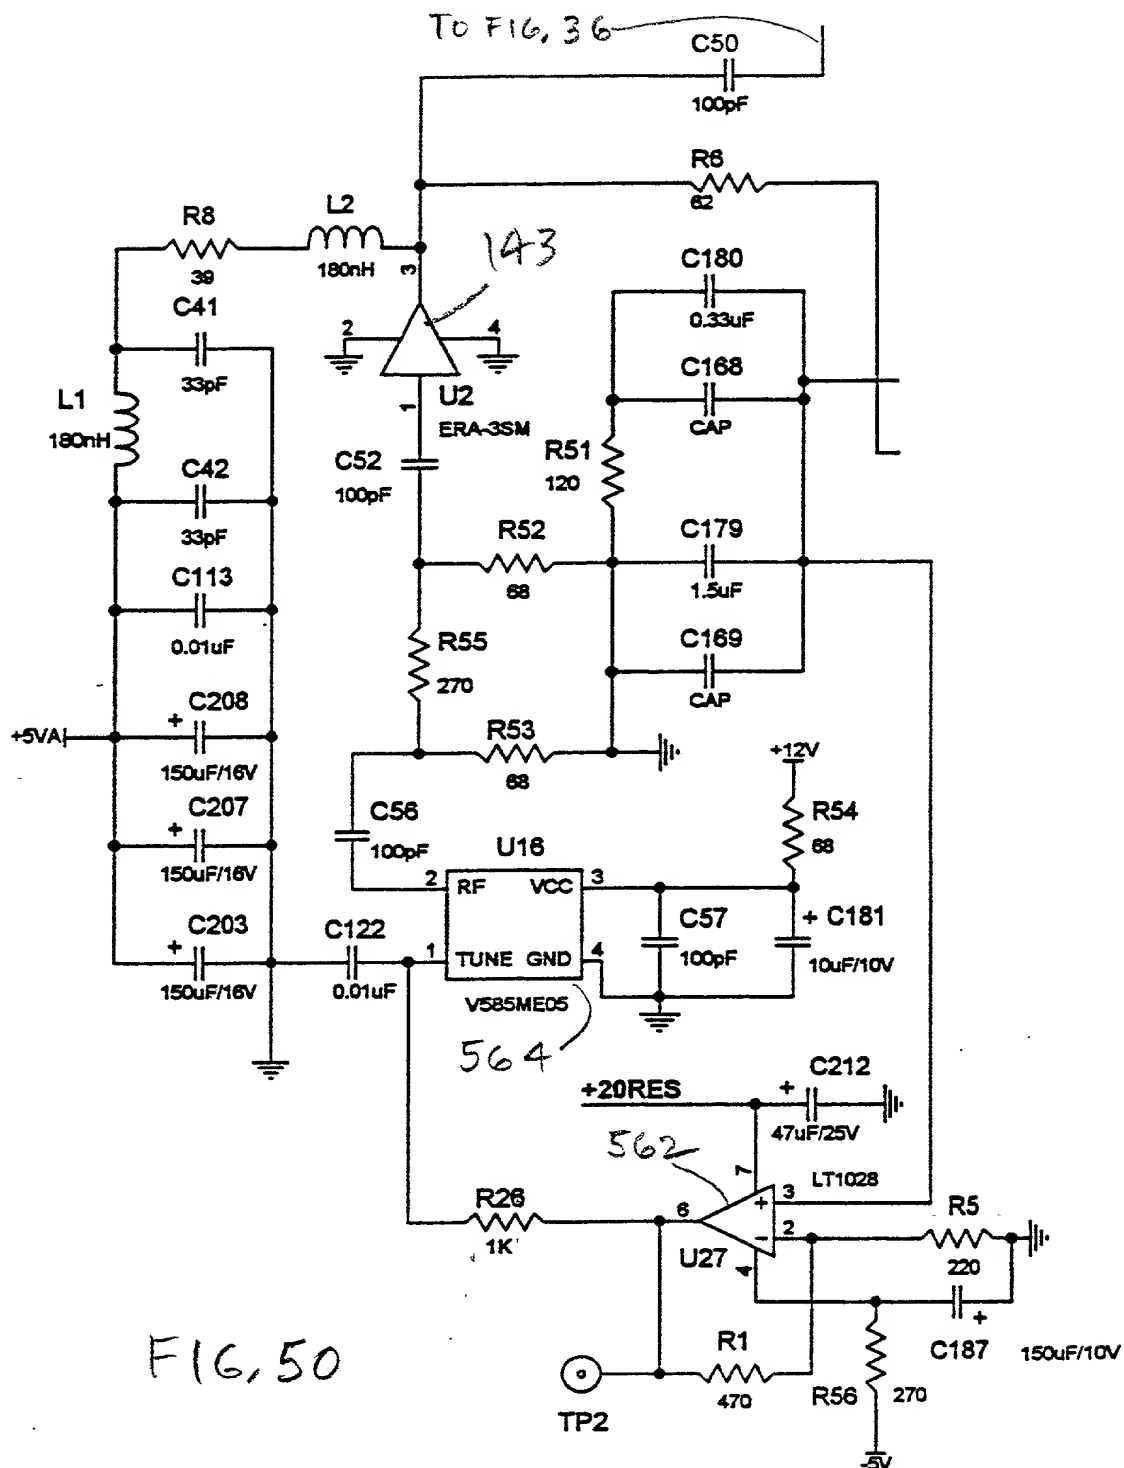 TO FIG. 36
C50
100pF
R6
62
R8
39
L2
180nH
3
143
C180
0.33uF
C41
33pF
2
4
U2
ERA-3SM
1
C168
CAP
L1
180nH
C52
100pF
R51
120
C42
33pF
R52
68
C179
1.5uF
C113
0.01uF
R55
270
C169
CAP
+5VA
+ C208
150uF/16V
R53
68
+12V
+ C207
150uF/16V
C56
100pF
R54
68
U16
2 RF VCC 3
1 TUNE GND 4
V585ME05
564
C57
100pF
+ C181
10uF/10V
+ C203
150uF/16V
C122
0.01uF
+20RES
+ C212
47uF/25V
562
7
LT1028
R26
1K
6
+ 3
- 2
U27
4
R5
220
+
C187 150uF/10V
R1
470
R56 270
TP2
-5V
FIG. 50